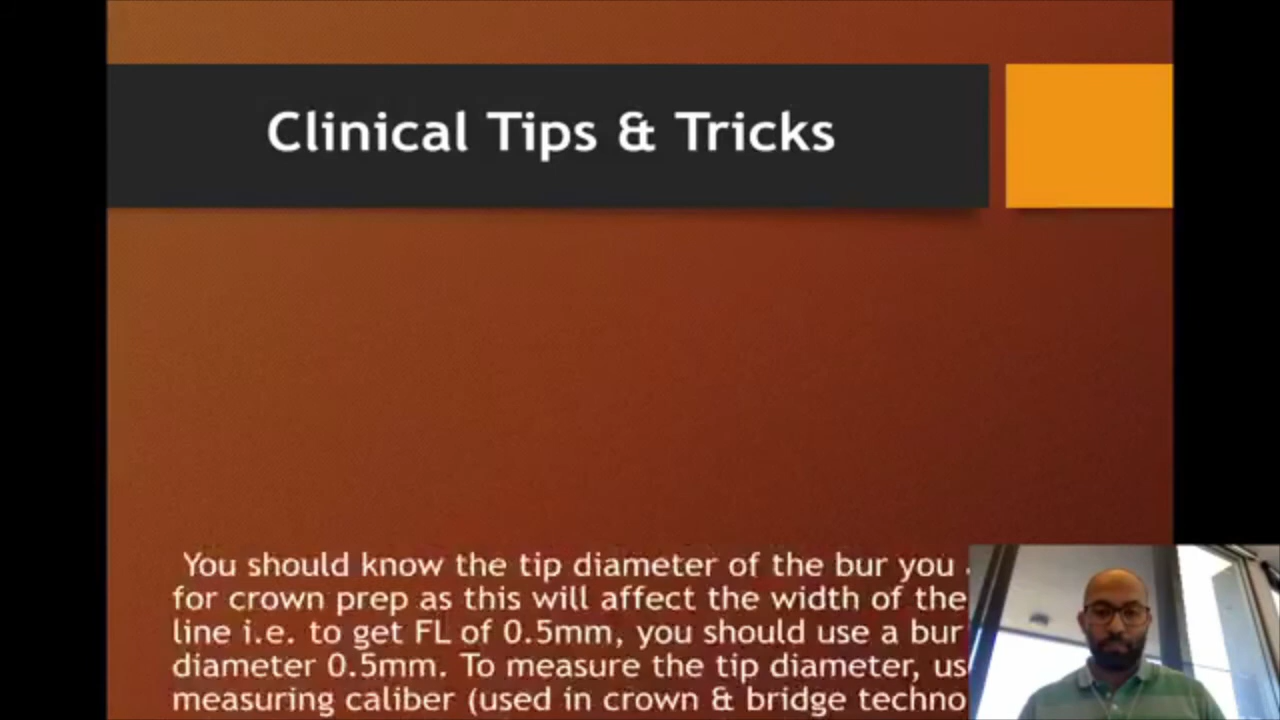 Clinical Tips & Tricks
You should know the tip diameter of the bur you
for crown prep as this will affect the width of the
line i.e. to get FL of 0.5mm, you should use a bur
diameter 0.5mm. To measure the tip diameter, us
measuring caliber (used in crown & bridge techno